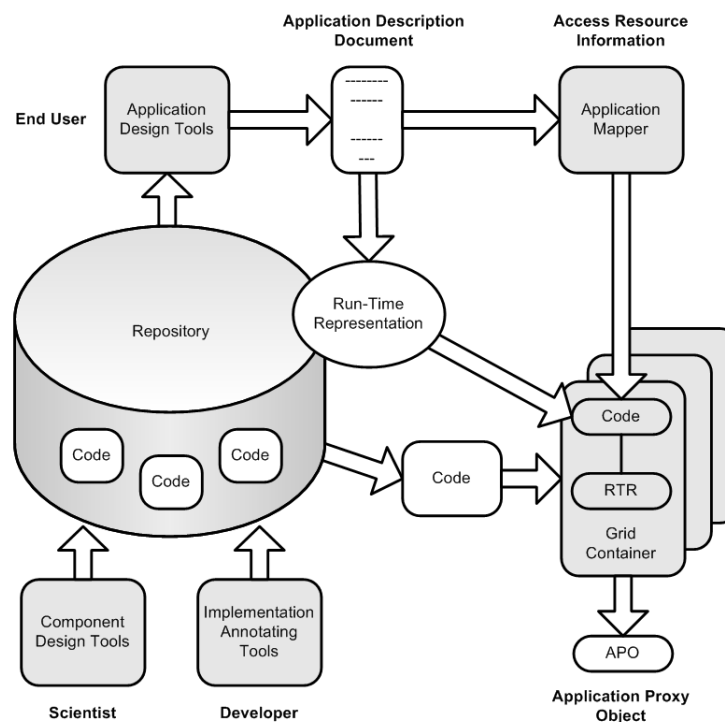 Application Description
Document
Access Resource
Information
End User
Application
Design Tools
--------
------
------
---
Application
Mapper
Repository
Run-Time
Representation
Code
Code
Code
Code
Code
RTR
Grid
Container
Component
Design Tools
Implementation
Annotating
Tools
APO
Scientist
Developer
Application Proxy
Object